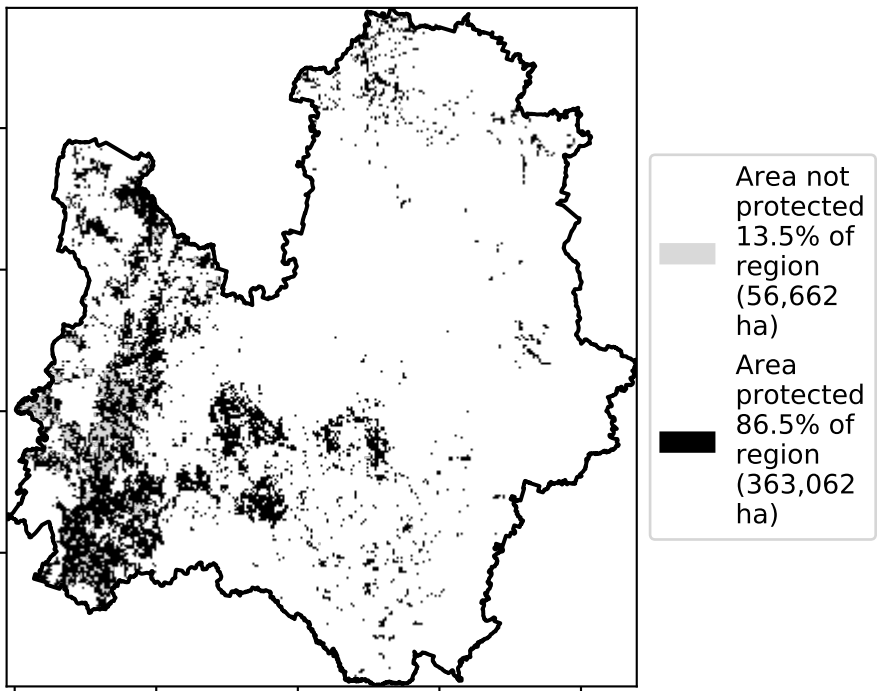 Area not
protected
13.5% of
region
(56,662
ha)
Area
protected
86.5% of
region
(363,062
ha)